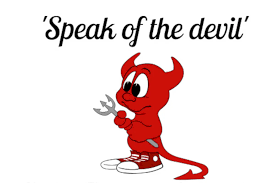 'Speak of the devil'